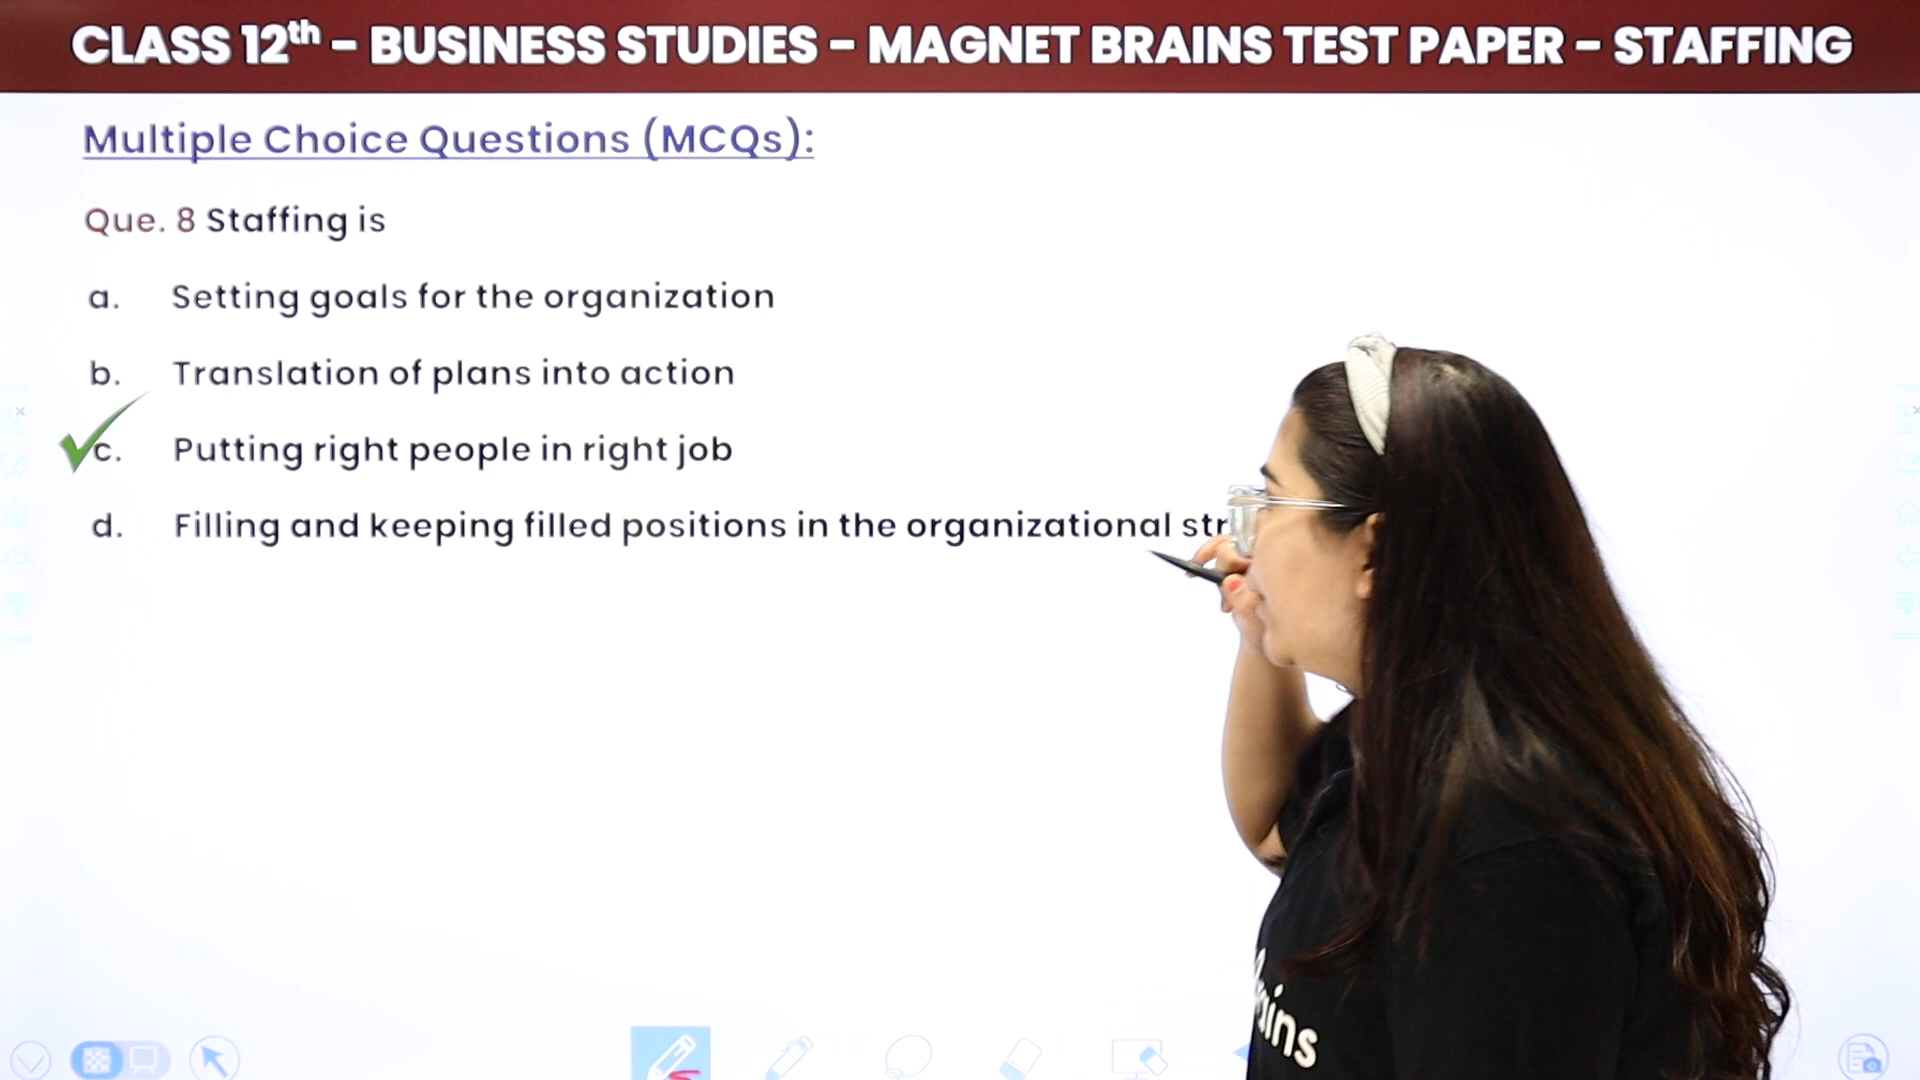 CLASS 12th - BUSINESS STUDIES - MAGNET BRAINS TEST PAPER - STAFFING
Multiple Choice Questions (MCQs):
Que. 8 Staffing is
a. Setting goals for the organization
b. Translation of plans into action
c. Putting right people in right job
d. Filling and keeping filled positions in the organizational